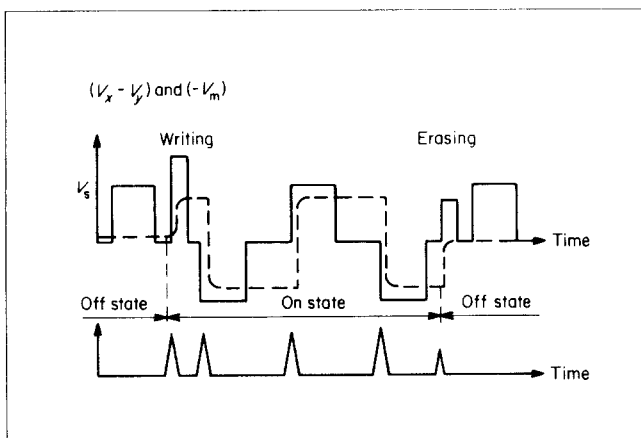 (Vx - Vy) and (-Vm)
Writing
Erasing
Vs
Time
Off state
On state
Off state
Time